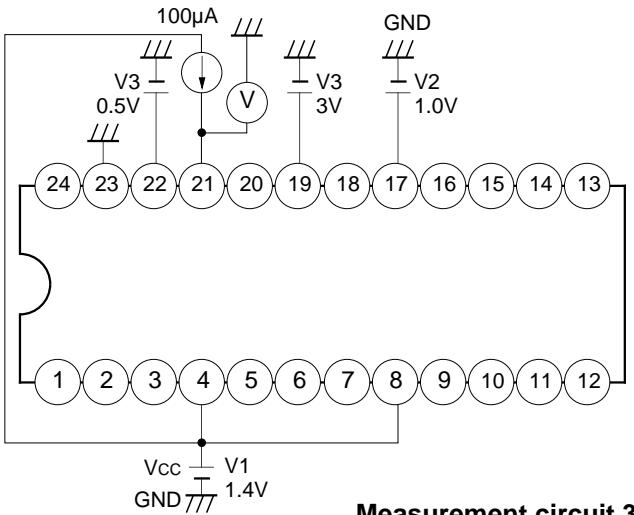 100µA
GND
V3
0.5V
V
V3
3V
V2
1.0V
24 23 22 21 20 19 18 17 16 15 14 13
1 2 3 4 5 6 7 8 9 10 11 12
VCC V1
1.4V
GND
Measurement circuit 3